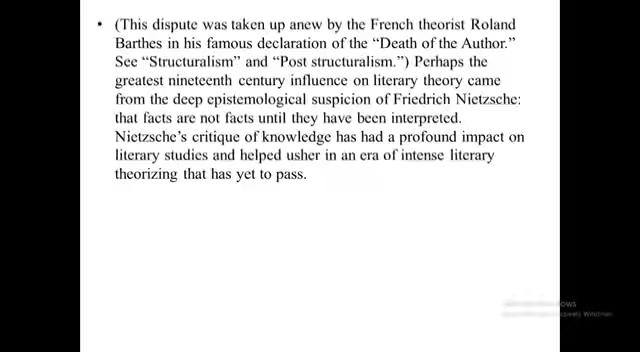 • (This dispute was taken up anew by the French theorist Roland
Barthes in his famous declaration of the “Death of the Author.”
See “Structuralism” and “Post structuralism.”) Perhaps the
greatest nineteenth century influence on literary theory came
from the deep epistemological suspicion of Friedrich Nietzsche:
that facts are not facts until they have been interpreted.
Nietzsche’s critique of knowledge has had a profound impact on
literary studies and helped usher in an era of intense literary
theorizing that has yet to pass.